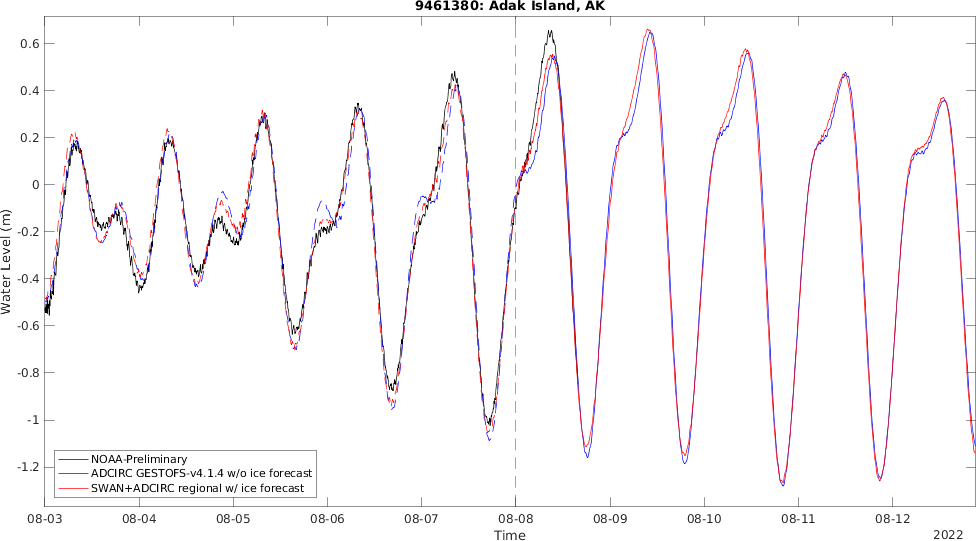 9461380: Adak Island, AK
Water Level (m)
0.6
0.4
0.2
0
-0.2
-0.4
-0.6
-0.8
-1
-1.2
NOAA-Preliminary
ADCIRC GESTOFS-v4.1.4 w/o ice forecast
SWAN+ADCIRC regional w/ ice forecast
08-03 08-04 08-05 08-06 08-07 08-08 08-09 08-10 08-11 08-12
Time
2022